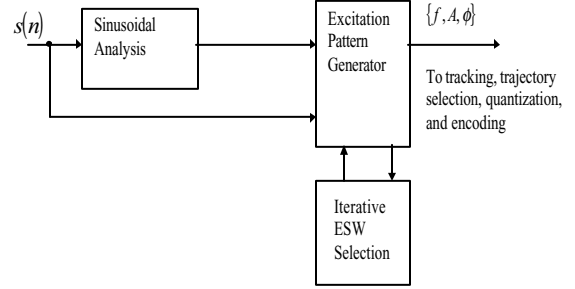 s(n)
Sinusoidal
Analysis
Excitation
Pattern
Generator
{f, A, ϕ}
To tracking, trajectory
selection, quantization,
and encoding
Iterative
ESW
Selection